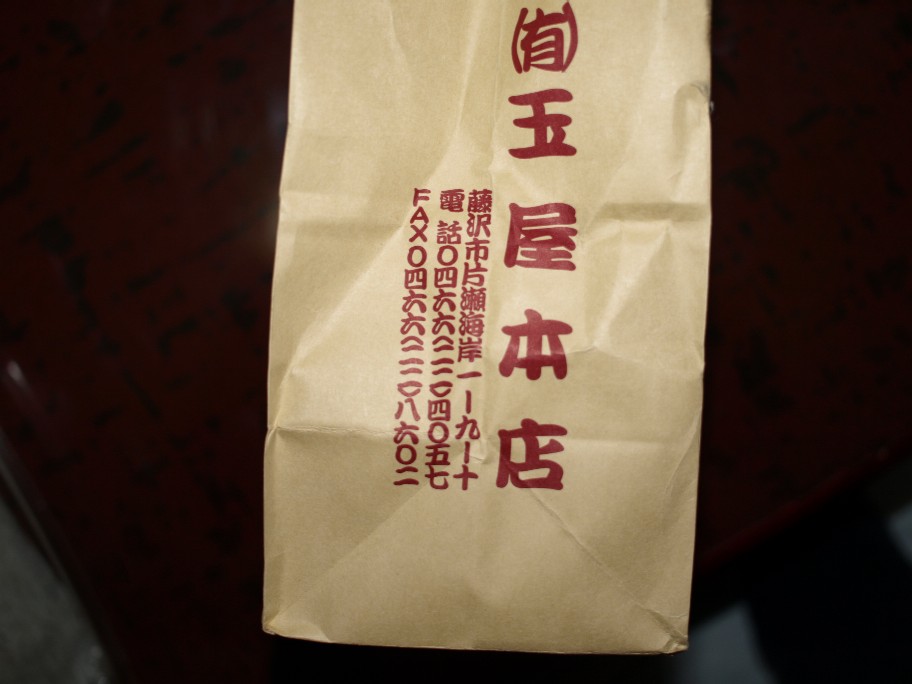 ㈲玉屋本店
藤沢市片瀬海岸一ー九ー十
電話〇四六六(二二)四〇五七
FAX〇四六六(二二)八六〇二